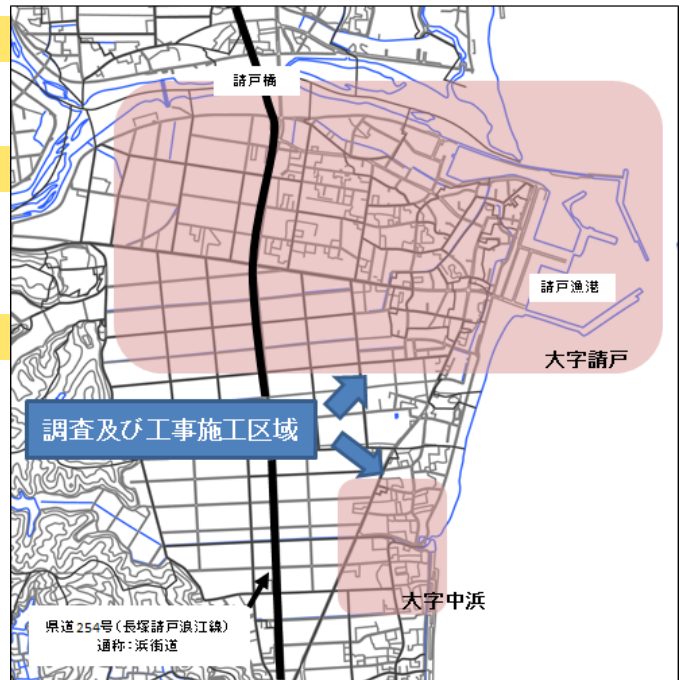 請戸橋
請戸漁港
大字請戸
調査及び工事施工区域
大字中浜
県道254号(長塚請戸浪江線)
通称:浜街道